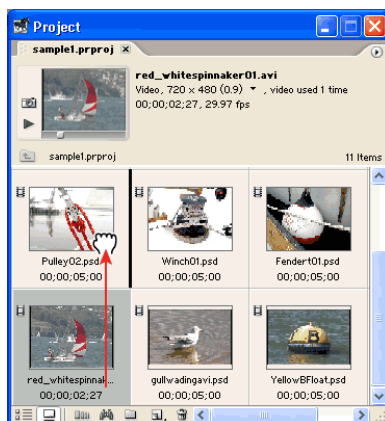 Project
sample1.prproj
red_whitespinnaker01.avi
Video, 720 x 480 (0.9) , video used 1 time
00;00;02;27, 29.97 fps
sample1.prproj
11 Items
Pulley02.psd
Winch01.psd
Fendert01.psd
00;00;05;00
00;00;05;00
00;00;05;00
red_whitespinnak...
gullwadingavi.psd
YellowBFloat.psd
00;00;02;27
00;00;05;00
00;00;05;00